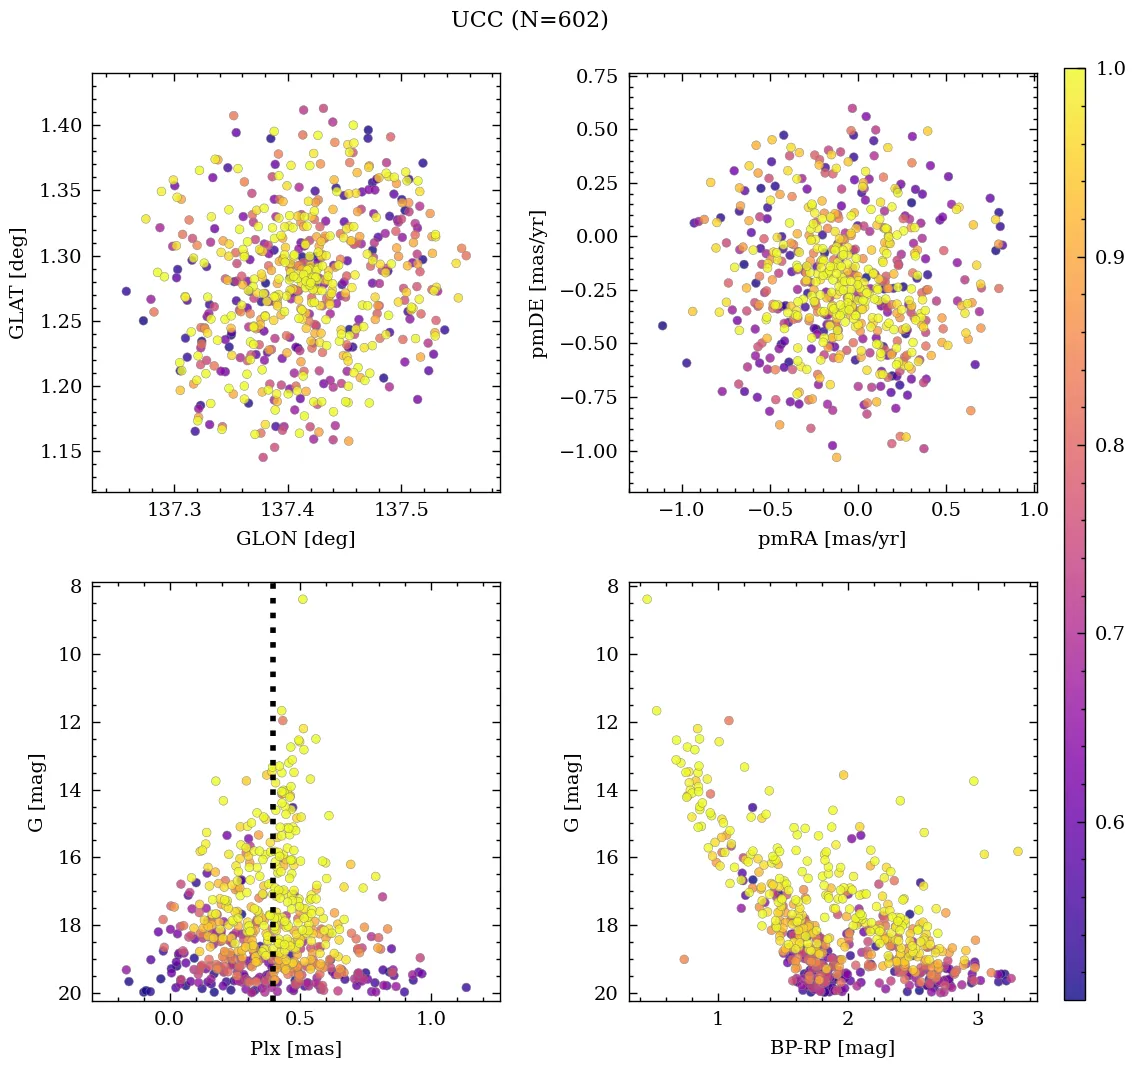 UCC (N=602)
1.40
1.35
1.30
1.25
1.20
1.15
GLAT [deg]
137.3 137.4 137.5
GLON [deg]
0.75
0.50
0.25
0.00
−0.25
−0.50
−0.75
−1.00
pmDE [mas/yr]
−1.0 −0.5 0.0 0.5 1.0
pmRA [mas/yr]
8
10
12
14
16
18
20
G [mag]
0.0 0.5 1.0
Plx [mas]
8
10
12
14
16
18
20
G [mag]
1 2 3
BP-RP [mag]
1.0
0.9
0.8
0.7
0.6